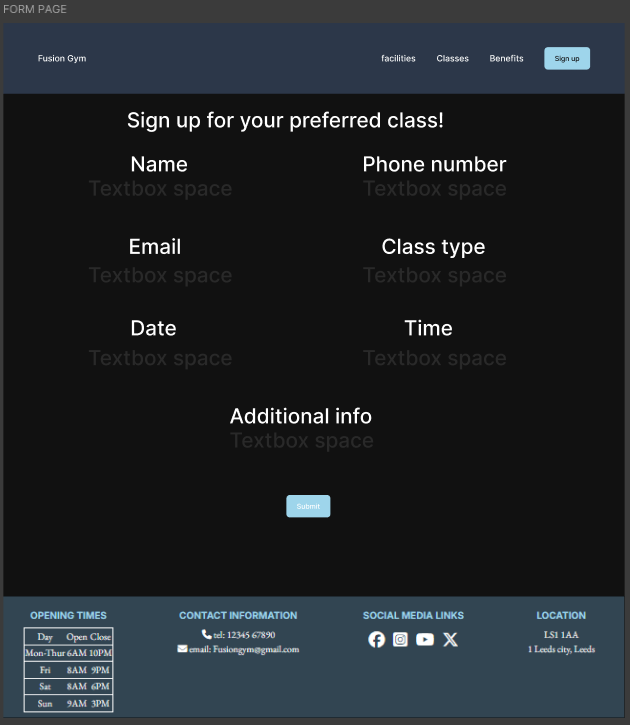 FORM PAGE
Fusion Gym facilities Classes Benefits Sign up
Sign up for your preferred class!
Name Phone number
Textbox space Textbox space
Email Class type
Textbox space Textbox space
Date Time
Textbox space Textbox space
Additional info
Textbox space
Submit
OPENING TIMES
Day Open Close
Mon-Thur 6AM 10PM
Fri 8AM 9PM
Sat 8AM 6PM
Sun 9AM 3PM
CONTACT INFORMATION
tel: 12345 67890
email: Fusiongym@gmail.com
SOCIAL MEDIA LINKS
LOCATION
LS1 1AA
1 Leeds city, Leeds